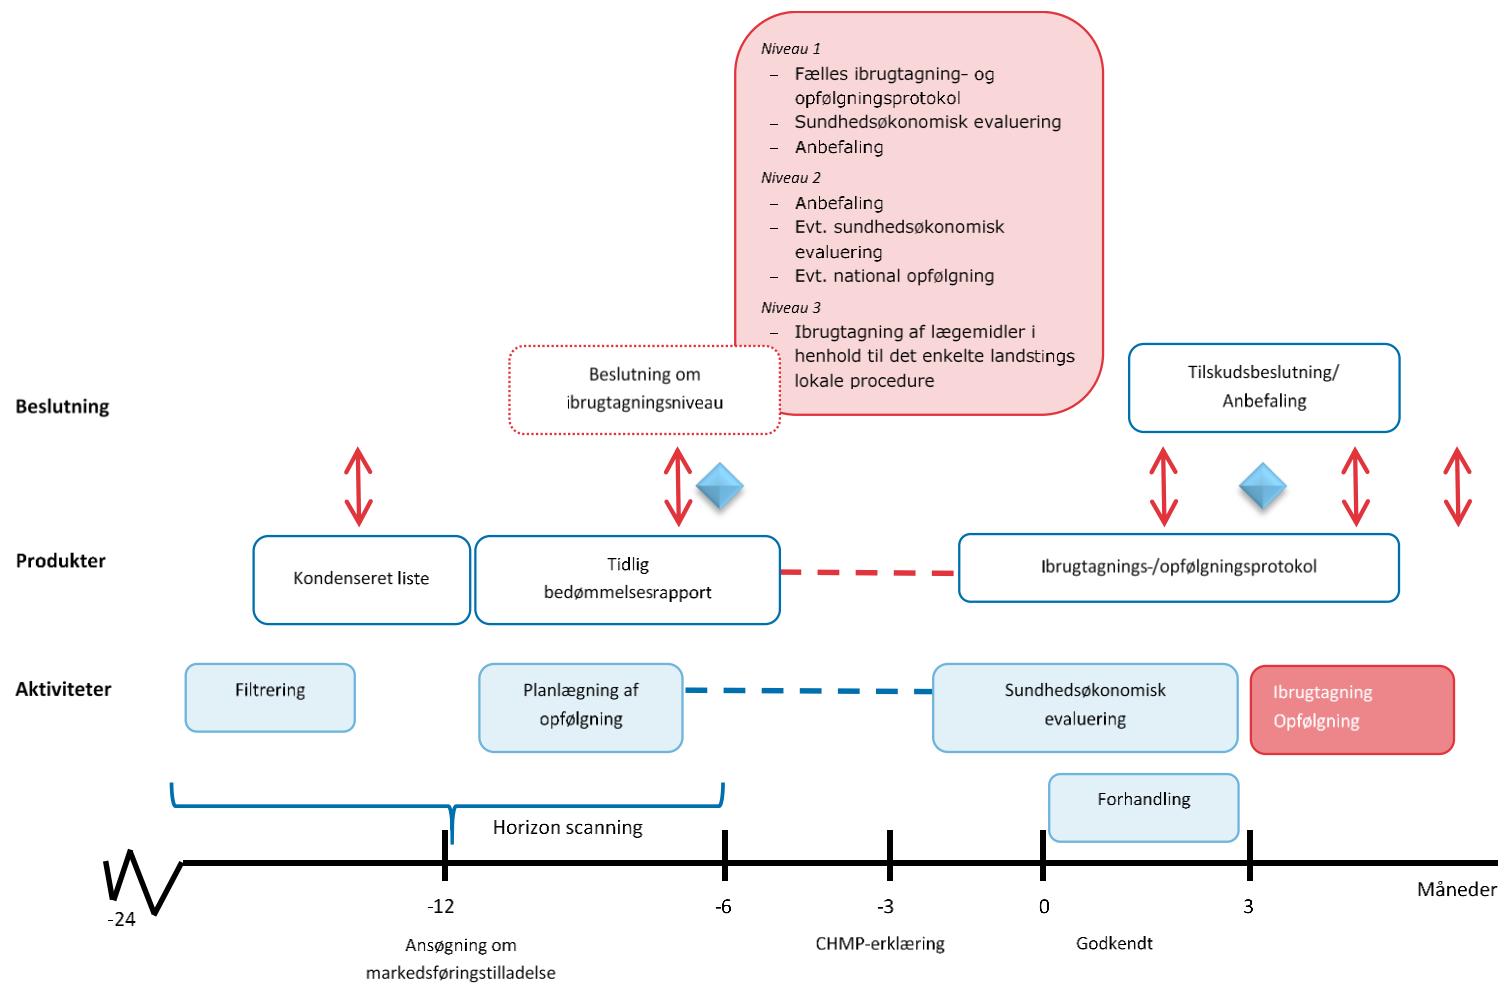 Niveau 1
– Fælles ibrugtagning- og
opfølgningsprotokol
– Sundhedsøkonomisk evaluering
– Anbefaling
Niveau 2
– Anbefaling
– Evt. sundhedsøkonomisk
evaluering
– Evt. national opfølgning
Niveau 3
– Ibrugtagning af lægemidler i
henhold til det enkelte landstings
lokale procedure
Beslutning
Beslutning om
ibrugtagningsniveau
Tilskudsbeslutning/
Anbefaling
Produkter
Kondenseret liste
Tidlig
bedømmelsesrapport
Ibrugtagnings-/opfølgningsprotokol
Aktiviteter
Filtrering
Planlægning af
opfølgning
Sundhedsøkonomisk
evaluering
Ibrugtagning
Opfølgning
Forhandling
Horizon scanning
Måneder
-24
-12
-6
-3
0
3
Ansøgning om
markedsføringstilladelse
CHMP-erklæring
Godkendt